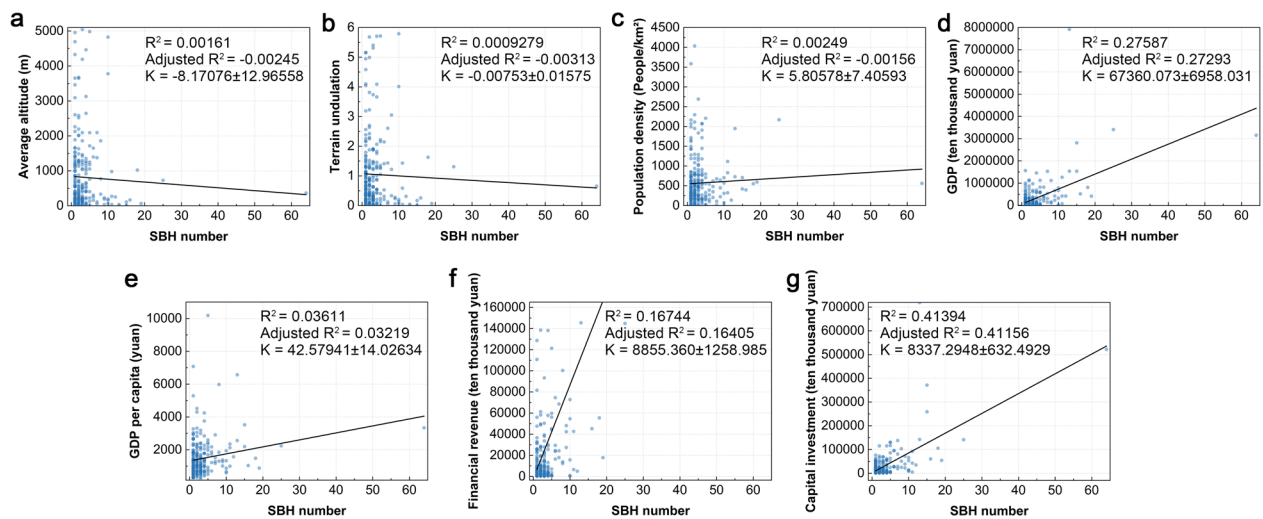 a
R² = 0.00161
Adjusted R² = -0.00245
K = -8.17076±12.96558
Average altitude (m)
5000
4000
3000
2000
1000
0
0 10 20 30 40 50 60
SBH number
b
R² = 0.0009279
Adjusted R² = -0.00313
K = -0.00753±0.01575
Terrain undulation
6
5
4
3
2
1
0
0 10 20 30 40 50 60
SBH number
c
R² = 0.00249
Adjusted R² = -0.00156
K = 5.80578±7.40593
Population density (People/km²)
4500
4000
3500
3000
2500
2000
1500
1000
500
0
0 10 20 30 40 50 60
SBH number
d
R² = 0.27587
Adjusted R² = 0.27293
K = 67360.073±6958.031
GDP (ten thousand yuan)
8000000
7000000
6000000
5000000
4000000
3000000
2000000
1000000
0
0 10 20 30 40 50 60
SBH number
e
R² = 0.03611
Adjusted R² = 0.03219
K = 42.57941±14.02634
GDP per capita (yuan)
10000
8000
6000
4000
2000
0 10 20 30 40 50 60
SBH number
f
R² = 0.16744
Adjusted R² = 0.16405
K = 8855.360±1258.985
Financial revenue (ten thousand yuan)
160000
140000
120000
100000
80000
60000
40000
20000
0
0 10 20 30 40 50 60
SBH number
g
R² = 0.41394
Adjusted R² = 0.41156
K = 8337.2948±632.4929
Capital investment (ten thousand yuan)
700000
600000
500000
400000
300000
200000
100000
0
0 10 20 30 40 50 60
SBH number